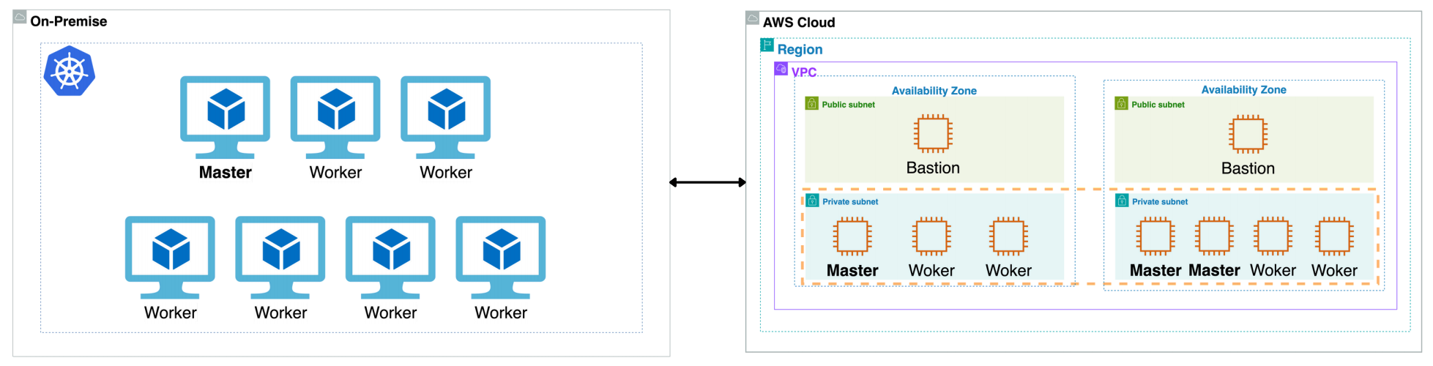 On-Premise
Master Worker Worker
Worker Worker Worker Worker
AWS Cloud
Region
VPC
Availability Zone
Public subnet
Bastion
Private subnet
Master Woker Woker
Availability Zone
Public subnet
Bastion
Private subnet
Master Master Woker Woker